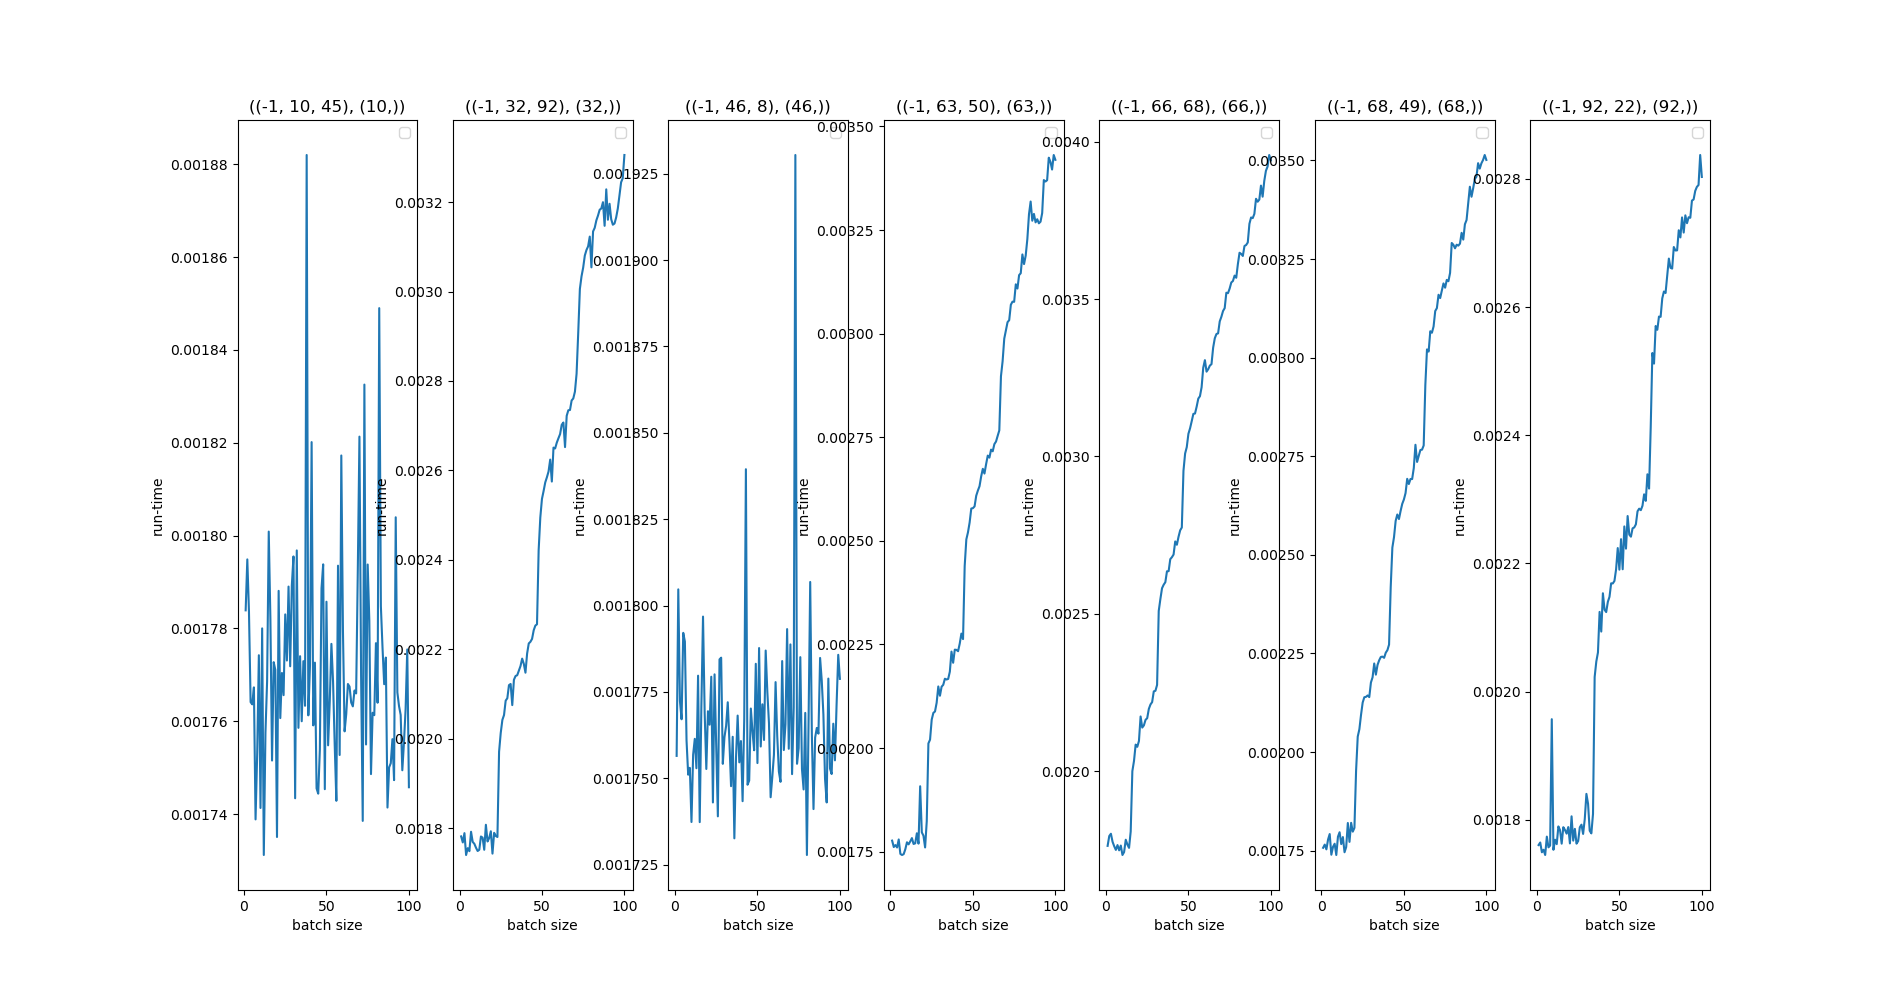 ((-1, 10, 45), (10,))
((-1, 32, 92), (32,))
((-1, 46, 8), (46,))
((-1, 63, 50), (63,))
((-1, 66, 68), (66,))
((-1, 68, 49), (68,))
((-1, 92, 22), (92,))
run-time
0.00188
0.00186
0.00184
0.00182
0.00180
0.00178
0.00176
0.00174
0 50 100
batch size
run-time
0.0032
0.0030
0.0028
0.0026
0.0024
0.0022
0.0020
0.0018
0 50 100
batch size
run-time
0.001925
0.001900
0.001875
0.001850
0.001825
0.001800
0.001775
0.001750
0.001725
0 50 100
batch size
run-time
0.00350
0.00325
0.00300
0.00275
0.00250
0.00225
0.00200
0.00175
0 50 100
batch size
run-time
0.0040
0.0035
0.0030
0.0025
0.0020
0 50 100
batch size
run-time
0.00350
0.00325
0.00300
0.00275
0.00250
0.00225
0.00200
0.00175
0 50 100
batch size
run-time
0.0028
0.0026
0.0024
0.0022
0.0020
0.0018
0 50 100
batch size